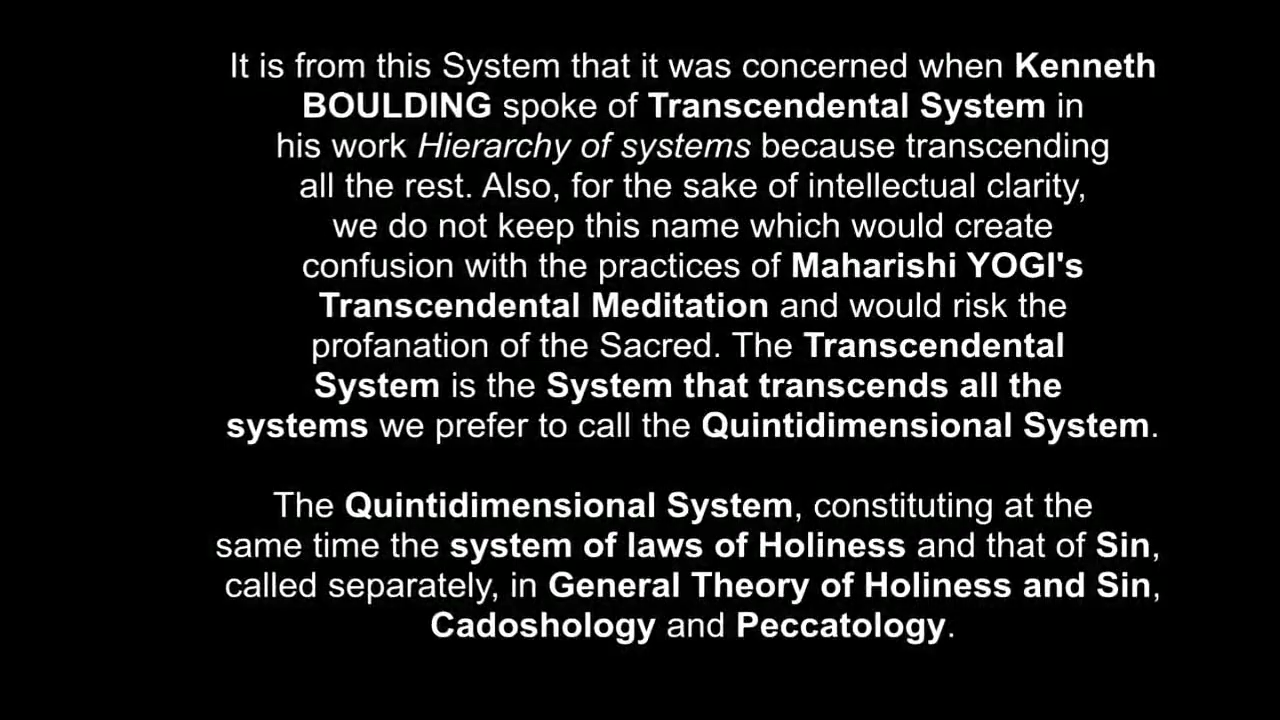 It is from this System that it was concerned when Kenneth
BOULDING spoke of Transcendental System in
his work Hierarchy of systems because transcending
all the rest. Also, for the sake of intellectual clarity,
we do not keep this name which would create
confusion with the practices of Maharishi YOGI's
Transcendental Meditation and would risk the
profanation of the Sacred. The Transcendental
System is the System that transcends all the
systems we prefer to call the Quintidimensional System.
The Quintidimensional System, constituting at the
same time the system of laws of Holiness and that of Sin,
called separately, in General Theory of Holiness and Sin,
Cadoshology and Peccatology.